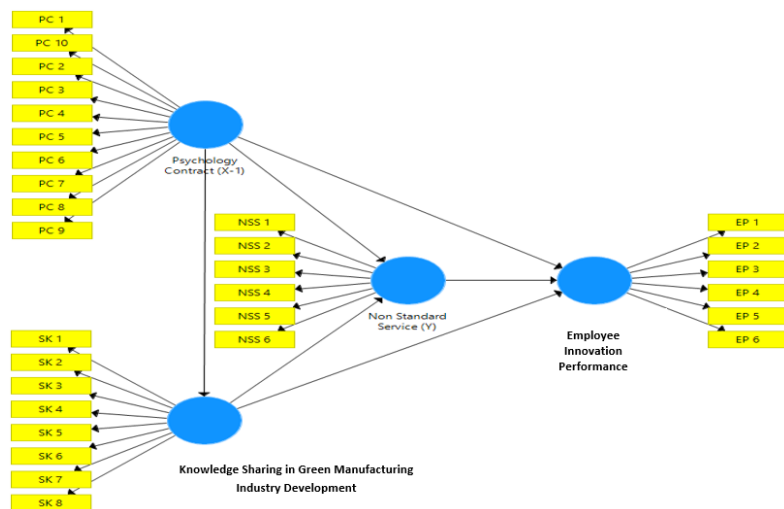 PC 1
PC 10
PC 2
PC 3
PC 4
PC 5
PC 6
PC 7
PC 8
PC 9
Psychology
Contract (X-1)
NSS 1
NSS 2
NSS 3
NSS 4
NSS 5
NSS 6
Non Standard
Service (Y)
EP 1
EP 2
EP 3
EP 4
EP 5
EP 6
Employee
Innovation
Performance
SK 1
SK 2
SK 3
SK 4
SK 5
SK 6
SK 7
SK 8
Knowledge Sharing in Green Manufacturing
Industry Development